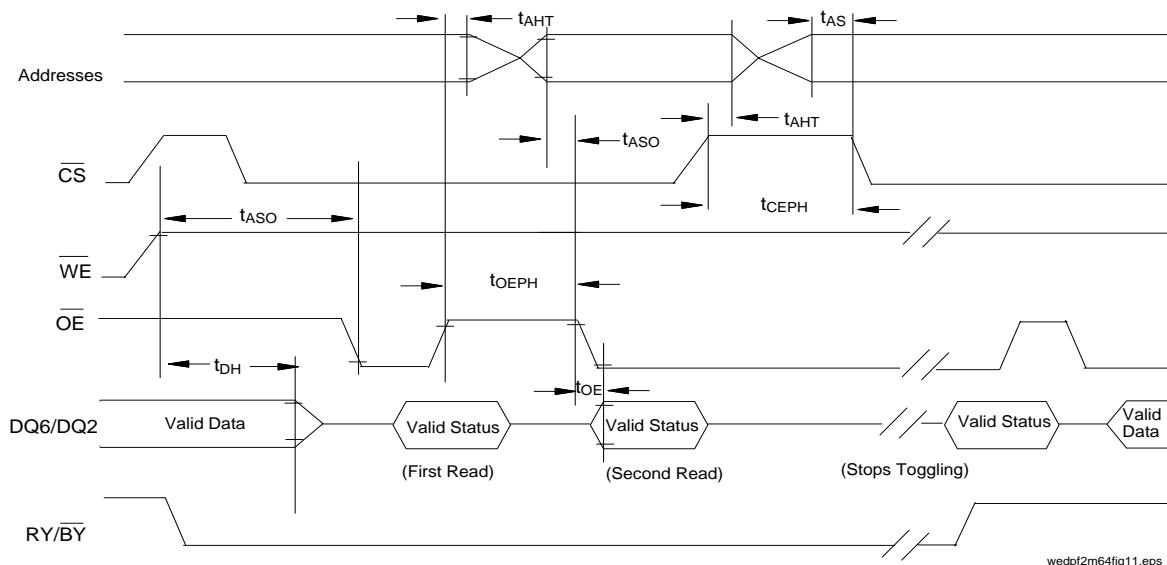 tAHT
tAS
Addresses
tAHT
tASO
CS
tASO
tCEPH
WE
tOEPH
OE
tDH
tOE
DQ6/DQ2
Valid Data
Valid Status
Valid Status
Valid Status
Valid
Data
(First Read)
(Second Read)
(Stops Toggling)
RY/BY
wedpf2m64fig11.eps